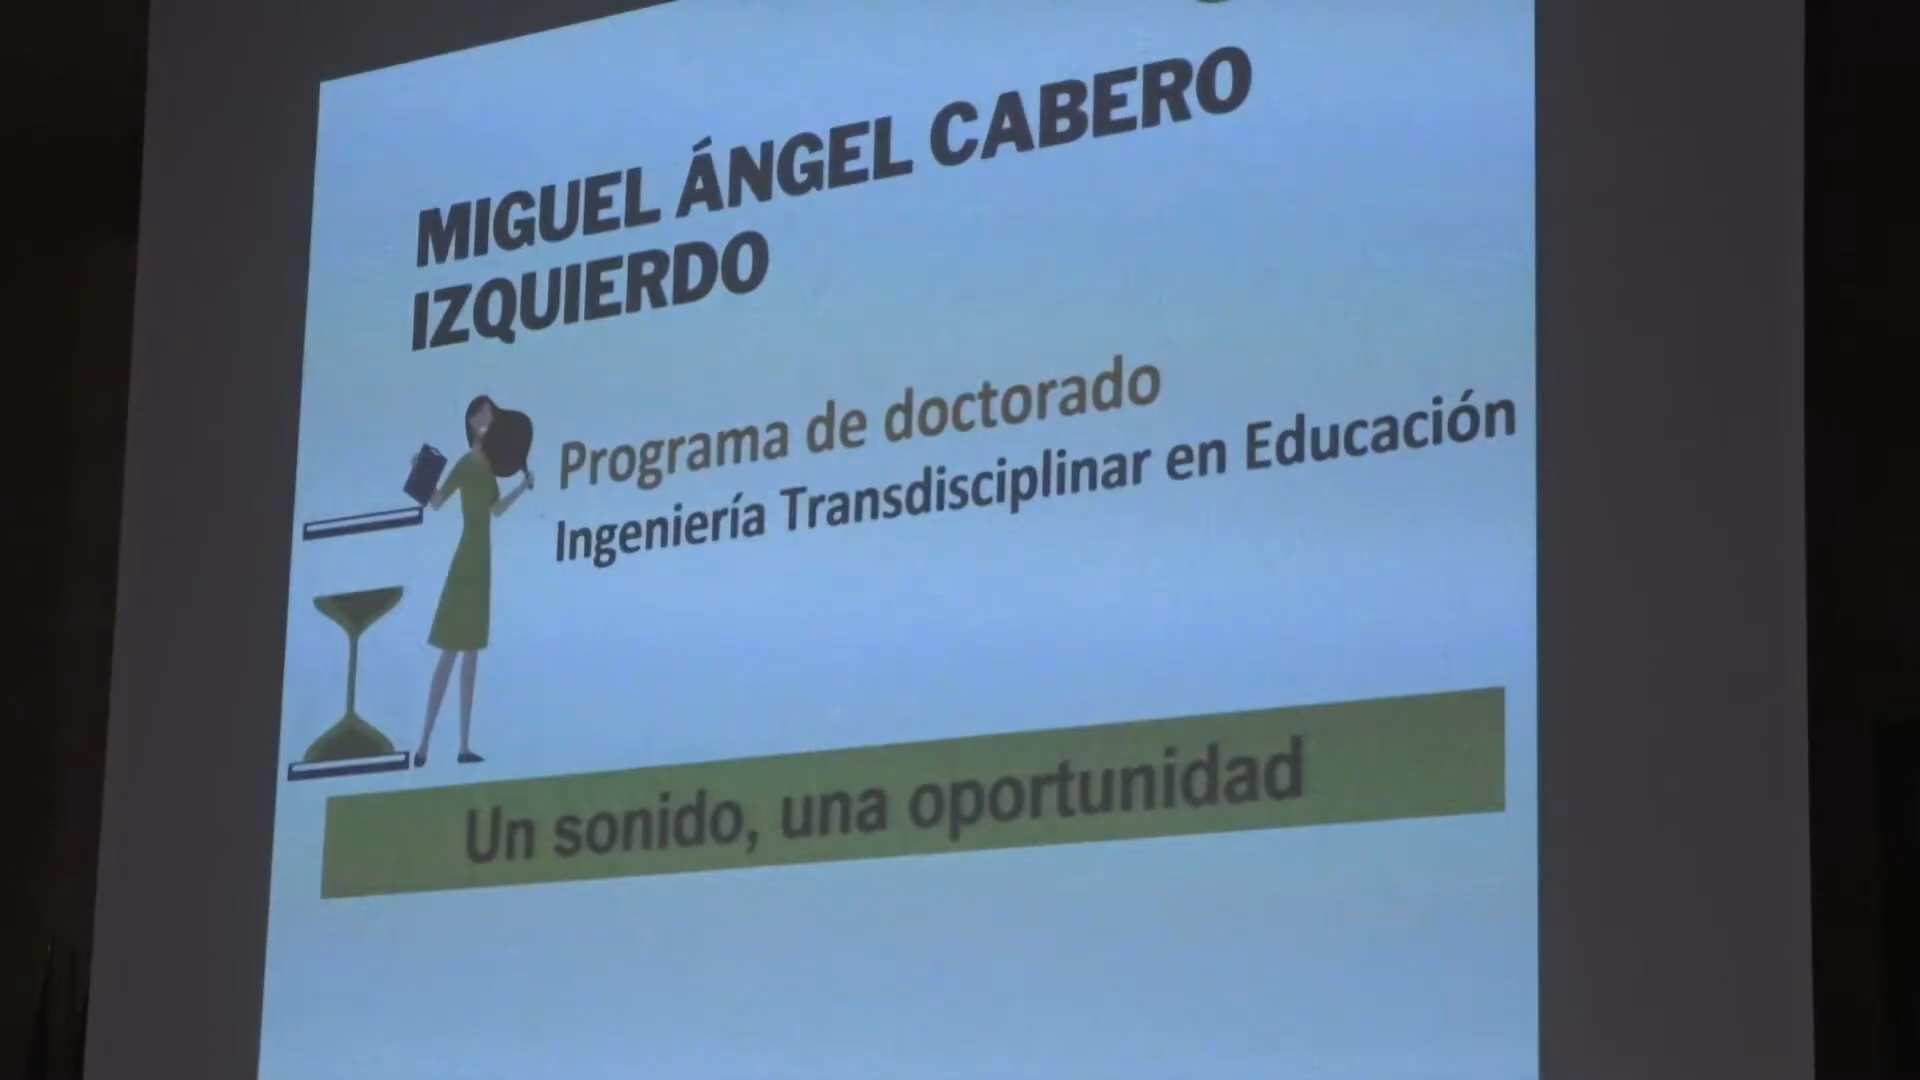 MIGUEL ÁNGEL CABERO
IZQUIERDO
Programa de doctorado
Ingeniería Transdisciplinar en Educación
Un sonido, una oportunidad